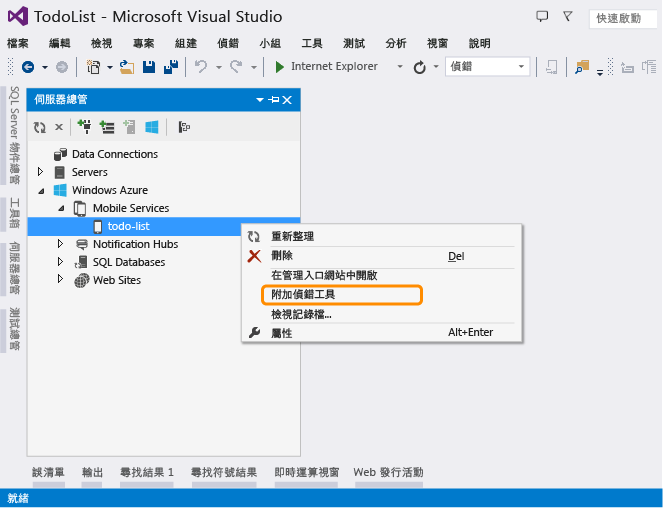 TodoList - Microsoft Visual Studio
快速啟動
檔案 編輯 檢視 專案 組建 偵錯 小組 工具 測試 分析 視窗 說明
Internet Explorer 偵錯
SQL Server 物件總管
工具箱
伺服器總管
測試總管
伺服器總管
Data Connections
Servers
Windows Azure
Mobile Services
todo-list
Notification Hubs
SQL Databases
Web Sites
重新整理
刪除 Del
在管理入口網站中開啟
附加偵錯工具
檢視記錄檔...
屬性 Alt+Enter
誤清單 輸出 尋找結果 1 尋找符號結果 即時運算視窗 Web 發行活動
就緒